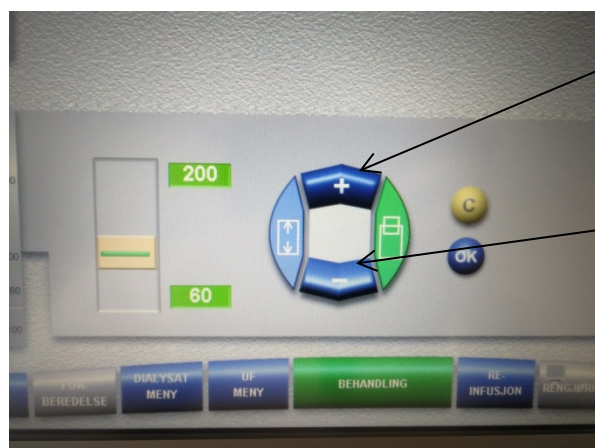 200
+
C
OK
–
60
FOR-
BEREDELSE
DIALYSAT
MENY
UF
MENY
BEHANDLING
RE-
INFUSJON